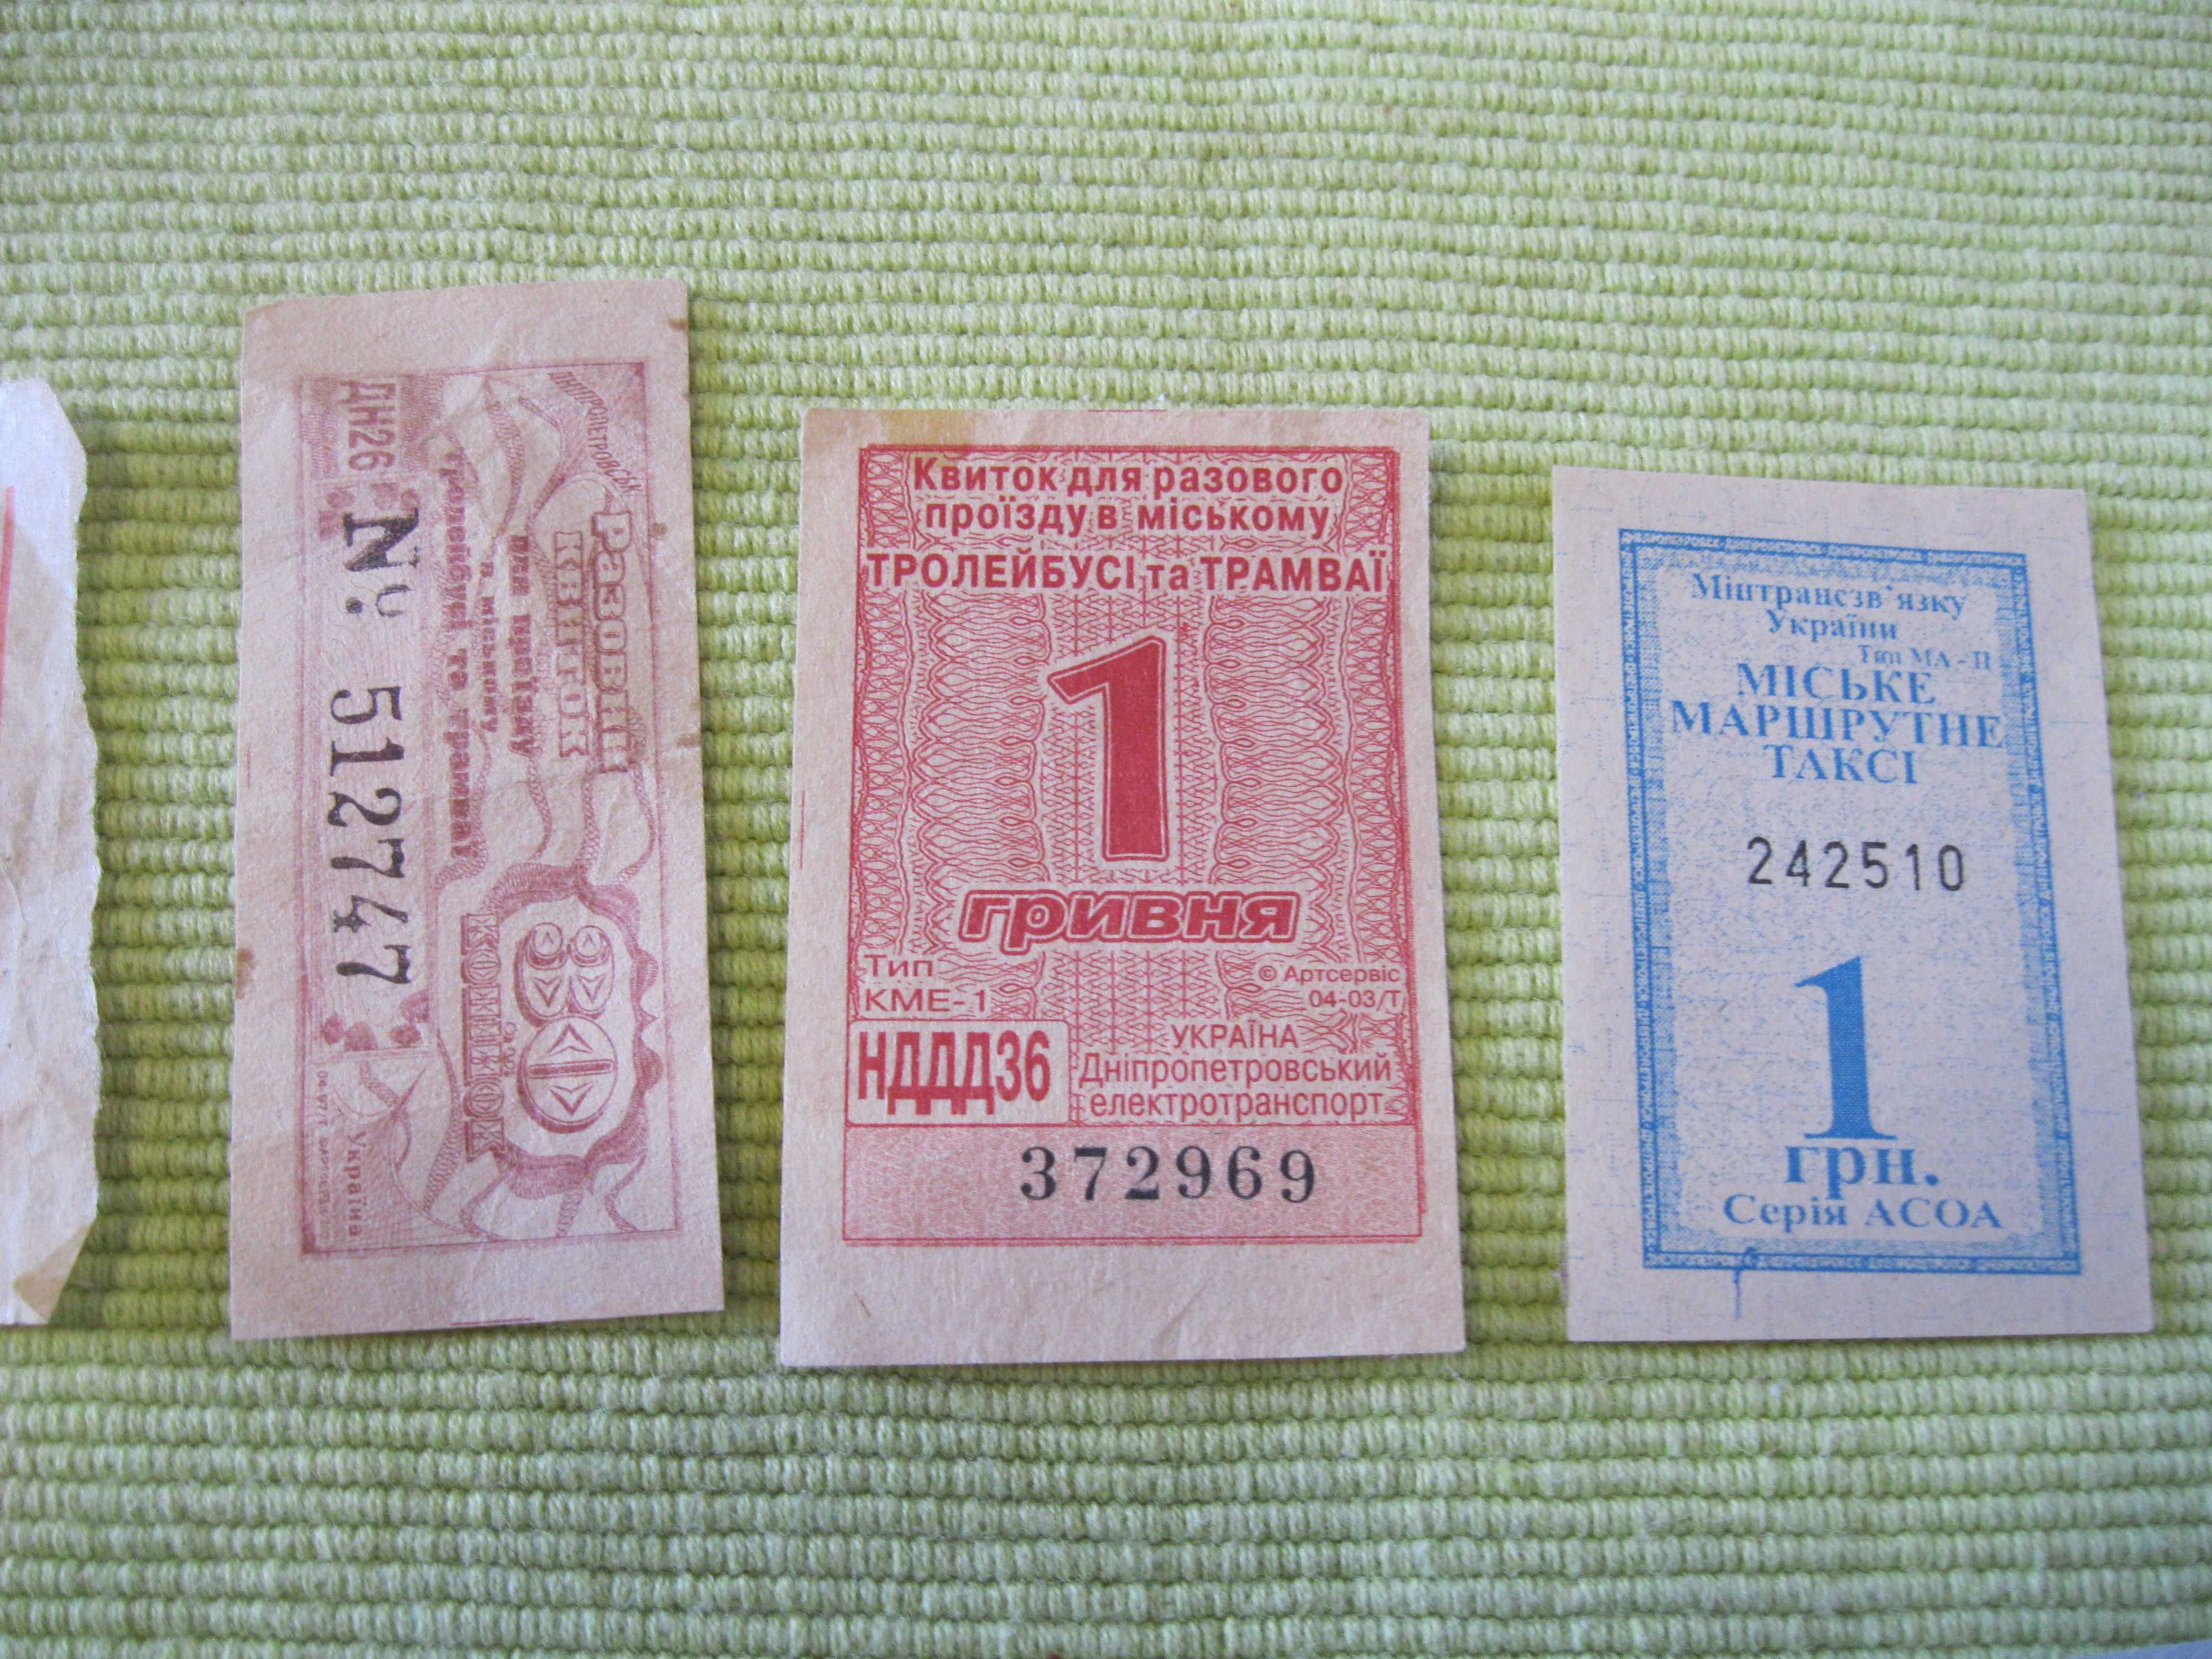 ДНІПРОПЕТРОВСЬК
Разовий
КВИТОК
для проїзду
в міському
тролейбусі та трамваї
ДН26
№ 512747
КОПІЙОК
Україна
Квиток для разового
проїзду в міському
ТРОЛЕЙБУСІ та ТРАМВАЇ
1
гривня
Тип
КМЕ-1
© Артсервіс
04-03/Т
НДДД36
УКРАЇНА
Дніпропетровський
електротранспорт
372969
Мінтрансзв'язку
України
Тип МА - ІІ
МІСЬКЕ
МАРШРУТНЕ
ТАКСІ
242510
1
грн.
Серія АСОА